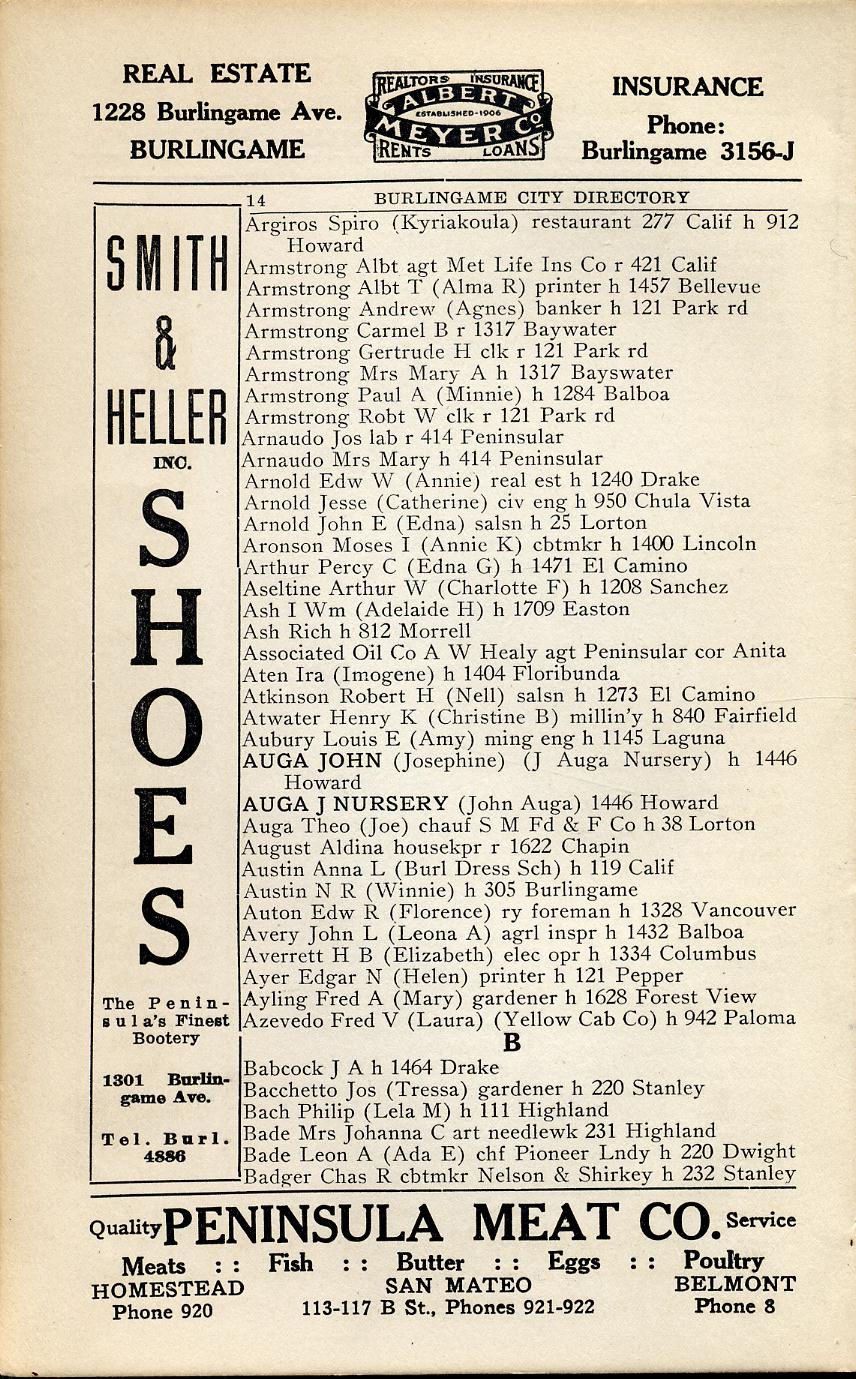 REAL ESTATE
1228 Burlingame Ave.
BURLINGAME
REALTORS INSURANCE
ALBERT
ESTABLISHED-1906
MEYER Co
RENTS LOANS
INSURANCE
Phone:
Burlingame 3156-J
14 BURLINGAME CITY DIRECTORY
SMITH
&
HELLER
INC.
S
H
O
E
S
The Penin-
sula's Finest
Bootery
1301 Burlin-
game Ave.
Tel. Burl.
4886
Argiros Spiro (Kyriakoula) restaurant 277 Calif h 912
Howard
Armstrong Albt agt Met Life Ins Co r 421 Calif
Armstrong Albt T (Alma R) printer h 1457 Bellevue
Armstrong Andrew (Agnes) banker h 121 Park rd
Armstrong Carmel B r 1317 Baywater
Armstrong Gertrude H clk r 121 Park rd
Armstrong Mrs Mary A h 1317 Bayswater
Armstrong Paul A (Minnie) h 1284 Balboa
Armstrong Robt W clk r 121 Park rd
Arnaudo Jos lab r 414 Peninsular
Arnaudo Mrs Mary h 414 Peninsular
Arnold Edw W (Annie) real est h 1240 Drake
Arnold Jesse (Catherine) civ eng h 950 Chula Vista
Arnold John E (Edna) salsn h 25 Lorton
Aronson Moses I (Annie K) cbtmkr h 1400 Lincoln
Arthur Percy C (Edna G) h 1471 El Camino
Aseltine Arthur W (Charlotte F) h 1208 Sanchez
Ash I Wm (Adelaide H) h 1709 Easton
Ash Rich h 812 Morrell
Associated Oil Co A W Healy agt Peninsular cor Anita
Aten Ira (Imogene) h 1404 Floribunda
Atkinson Robert H (Nell) salsn h 1273 El Camino
Atwater Henry K (Christine B) millin'y h 840 Fairfield
Aubury Louis E (Amy) ming eng h 1145 Laguna
AUGA JOHN (Josephine) (J Auga Nursery) h 1446
Howard
AUGA J NURSERY (John Auga) 1446 Howard
Auga Theo (Joe) chauf S M Fd & F Co h 38 Lorton
August Aldina housekpr r 1622 Chapin
Austin Anna L (Burl Dress Sch) h 119 Calif
Austin N R (Winnie) h 305 Burlingame
Auton Edw R (Florence) ry foreman h 1328 Vancouver
Avery John L (Leona A) agrl inspr h 1432 Balboa
Averrett H B (Elizabeth) elec opr h 1334 Columbus
Ayer Edgar N (Helen) printer h 121 Pepper
Ayling Fred A (Mary) gardener h 1628 Forest View
Azevedo Fred V (Laura) (Yellow Cab Co) h 942 Paloma
B
Babcock J A h 1464 Drake
Bacchetto Jos (Tressa) gardener h 220 Stanley
Bach Philip (Lela M) h 111 Highland
Bade Mrs Johanna C art needlewk 231 Highland
Bade Leon A (Ada E) chf Pioneer Lndy h 220 Dwight
Badger Chas R cbtmkr Nelson & Shirkey h 232 Stanley
Quality PENINSULA MEAT CO. Service
Meats :: Fish :: Butter :: Eggs :: Poultry
HOMESTEAD SAN MATEO BELMONT
Phone 920 113-117 B St., Phones 921-922 Phone 8